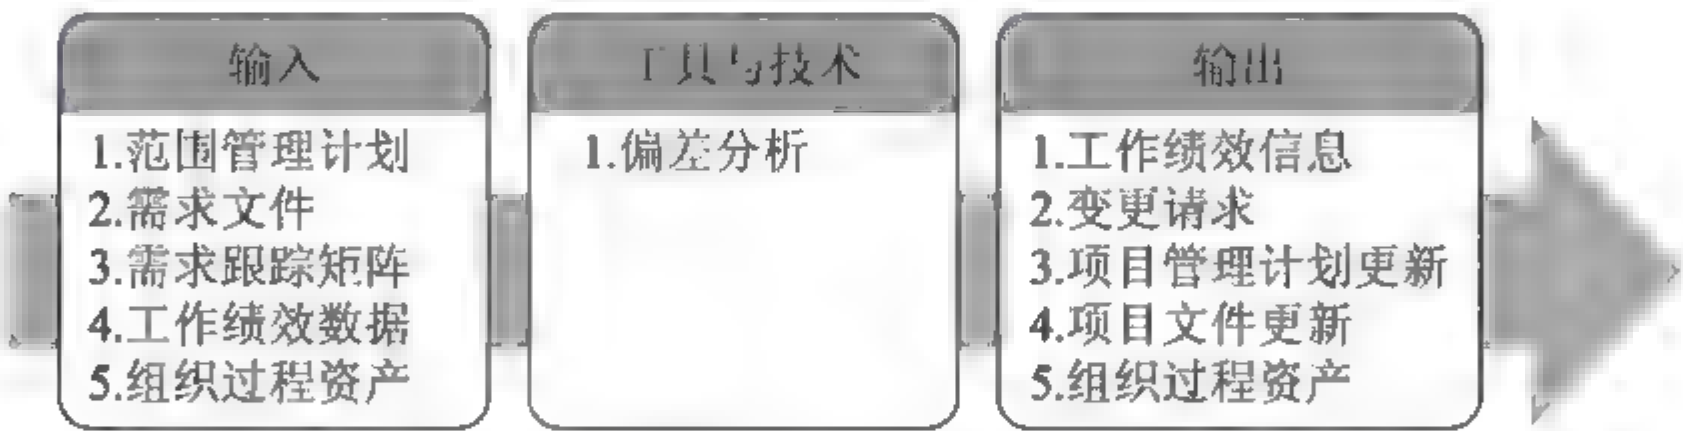 输入
1.范围管理计划
2.需求文件
3.需求跟踪矩阵
4.工作绩效数据
5.组织过程资产
工具与技术
1.偏差分析
输出
1.工作绩效信息
2.变更请求
3.项目管理计划更新
4.项目文件更新
5.组织过程资产